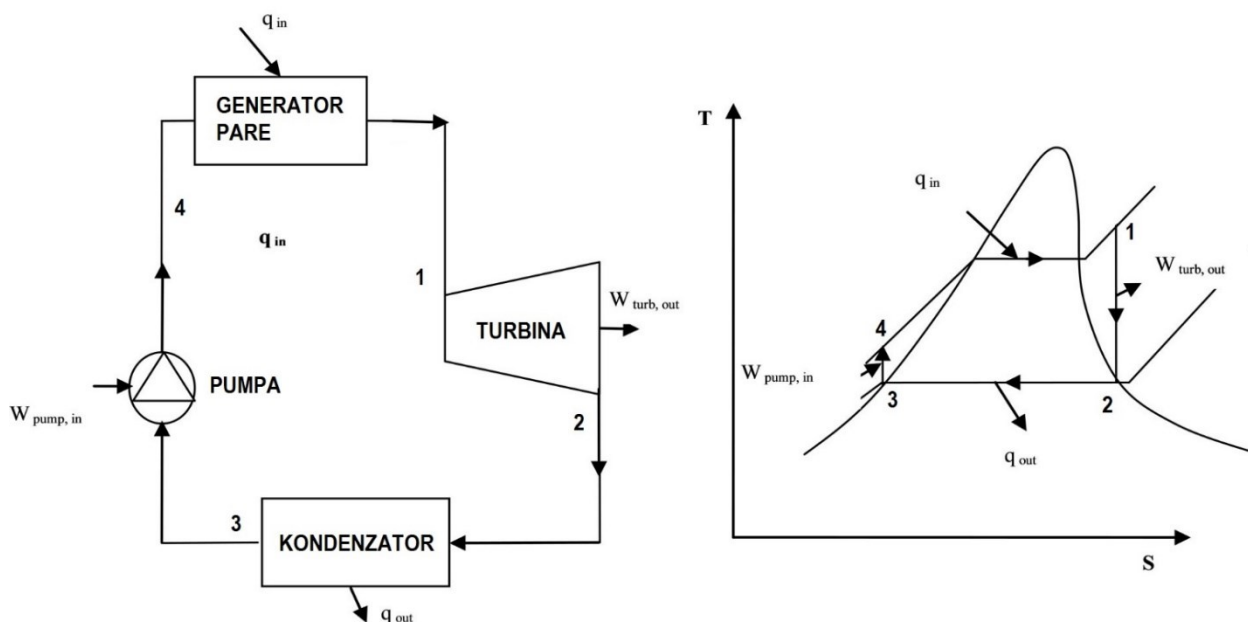 q in
GENERATOR
PARE
4
q in
1
W turb, out
TURBINA
PUMPA
W pump, in
2
3
KONDENZATOR
q out
T
q in
1
W turb, out
4
W pump, in
3
2
q out
S